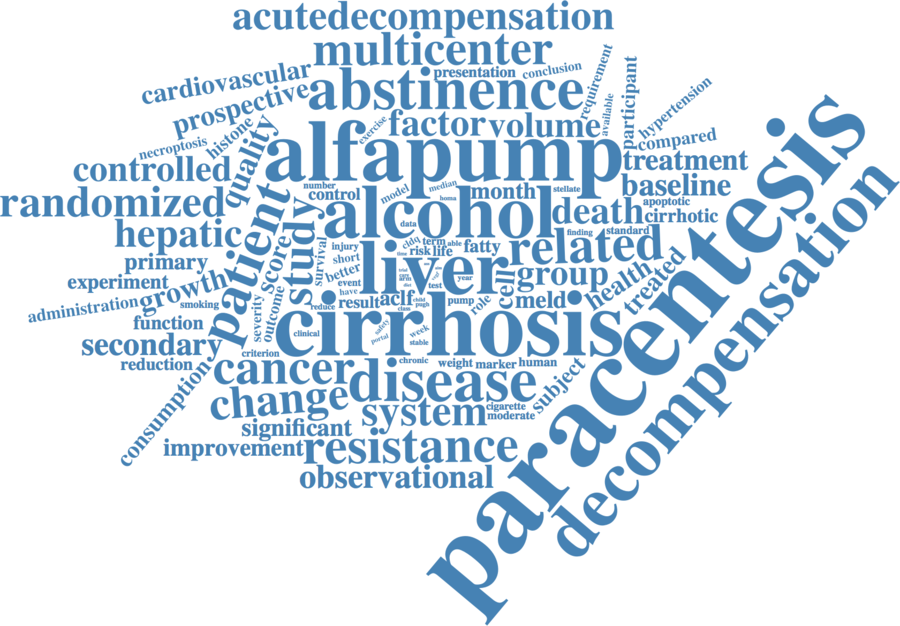 acutedecompensation
multicenter
cardiovascular
presentation
conclusion
requirement
participant
abstinence
prospective
available
hypertension
exercise
factor
volume
compared
necroptosis
histone
quality
alfapump
treatment
controlled
number
control
model
median
homa
month
stellate
baseline
randomized
patient
study
alcohol
data
death
apoptotic
cirrhotic
hepatic
score
survival
injury
cldq
term
able
fatty
finding
standard
related
time
risk
life
short
primary
better
liver
cell
group
health
treated
experiment
event
trial
arm
test
year
have
administration
growth
smoking
severity
outcome
reduce
result
aclf
child
pugh
class
pump
role
meld
function
clinical
cirrhosis
safety
portal
week
stable
secondary
criterion
reduction
chronic
weight
marker
human
cancer
disease
subject
consumption
change
system
cigarette
moderate
significant
improvement
resistance
observational
paracentesis
decompensation